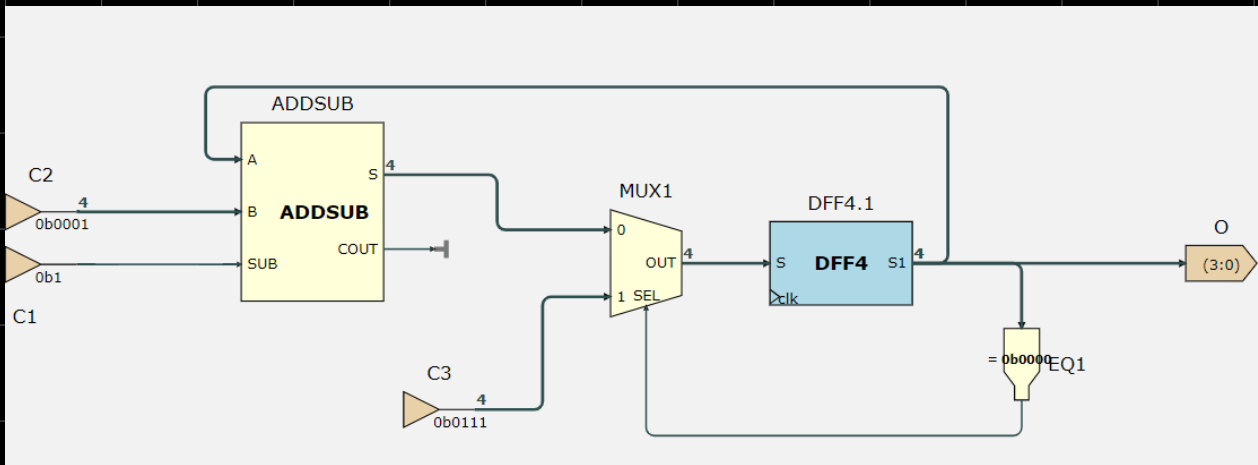 ADDSUB
A
C2
4
S
4
B
ADDSUB
0b0001
COUT
SUB
0b1
C1
MUX1
0
OUT
4
1
SEL
C3
4
0b0111
DFF4.1
S
DFF4
S1
4
clk
O
(3:0)
= 0b0000
EQ1